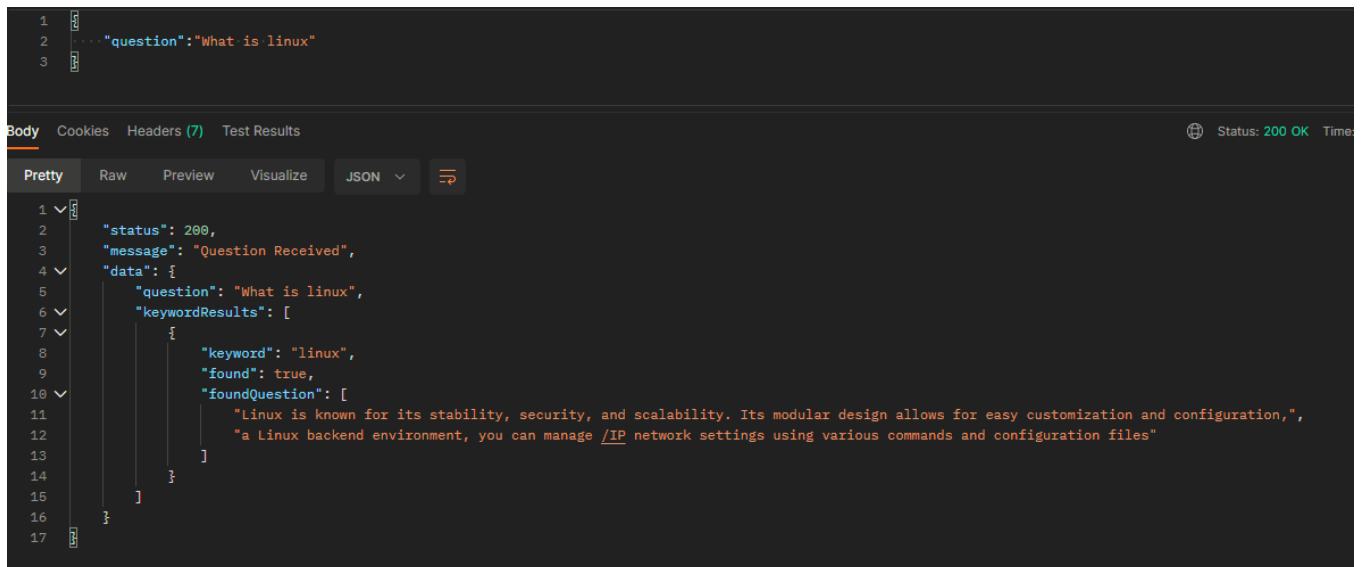 1 {
2 ····"question":"What·is·linux"
3 }
Body Cookies Headers (7) Test Results Status: 200 OK Time:
Pretty Raw Preview Visualize JSON
1 {
2 "status": 200,
3 "message": "Question Received",
4 "data": {
5 "question": "What is linux",
6 "keywordResults": [
7 {
8 "keyword": "linux",
9 "found": true,
10 "foundQuestion": [
11 "Linux is known for its stability, security, and scalability. Its modular design allows for easy customization and configuration,",
12 "a Linux backend environment, you can manage /IP network settings using various commands and configuration files"
13 ]
14 }
15 ]
16 }
17 }